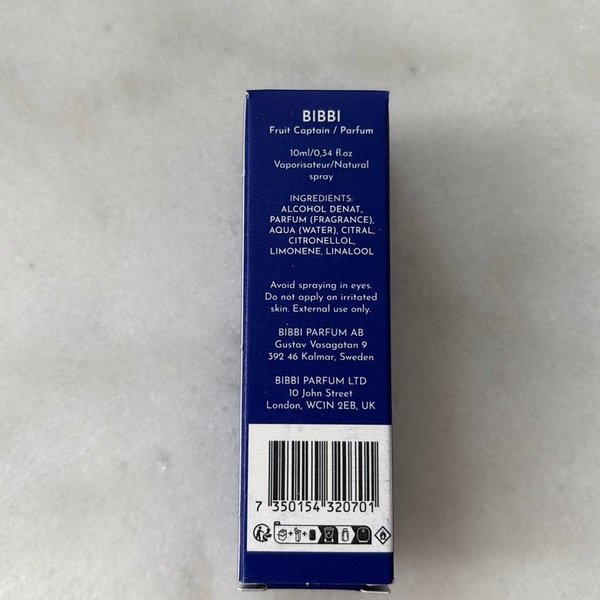 BIBBI
Fruit Captain / Parfum
10ml/0,34 fl.oz
Vaporisateur/Natural
spray
INGREDIENTS:
ALCOHOL DENAT.,
PARFUM (FRAGRANCE),
AQUA (WATER), CITRAL,
CITRONELLOL,
LIMONENE, LINALOOL
Avoid spraying in eyes.
Do not apply on irritated
skin. External use only.
BIBBI PARFUM AB
Gustav Vasagatan 9
392 46 Kalmar, Sweden
BIBBI PARFUM LTD
10 John Street
London, WC1N 2EB, UK
7 350154 320701